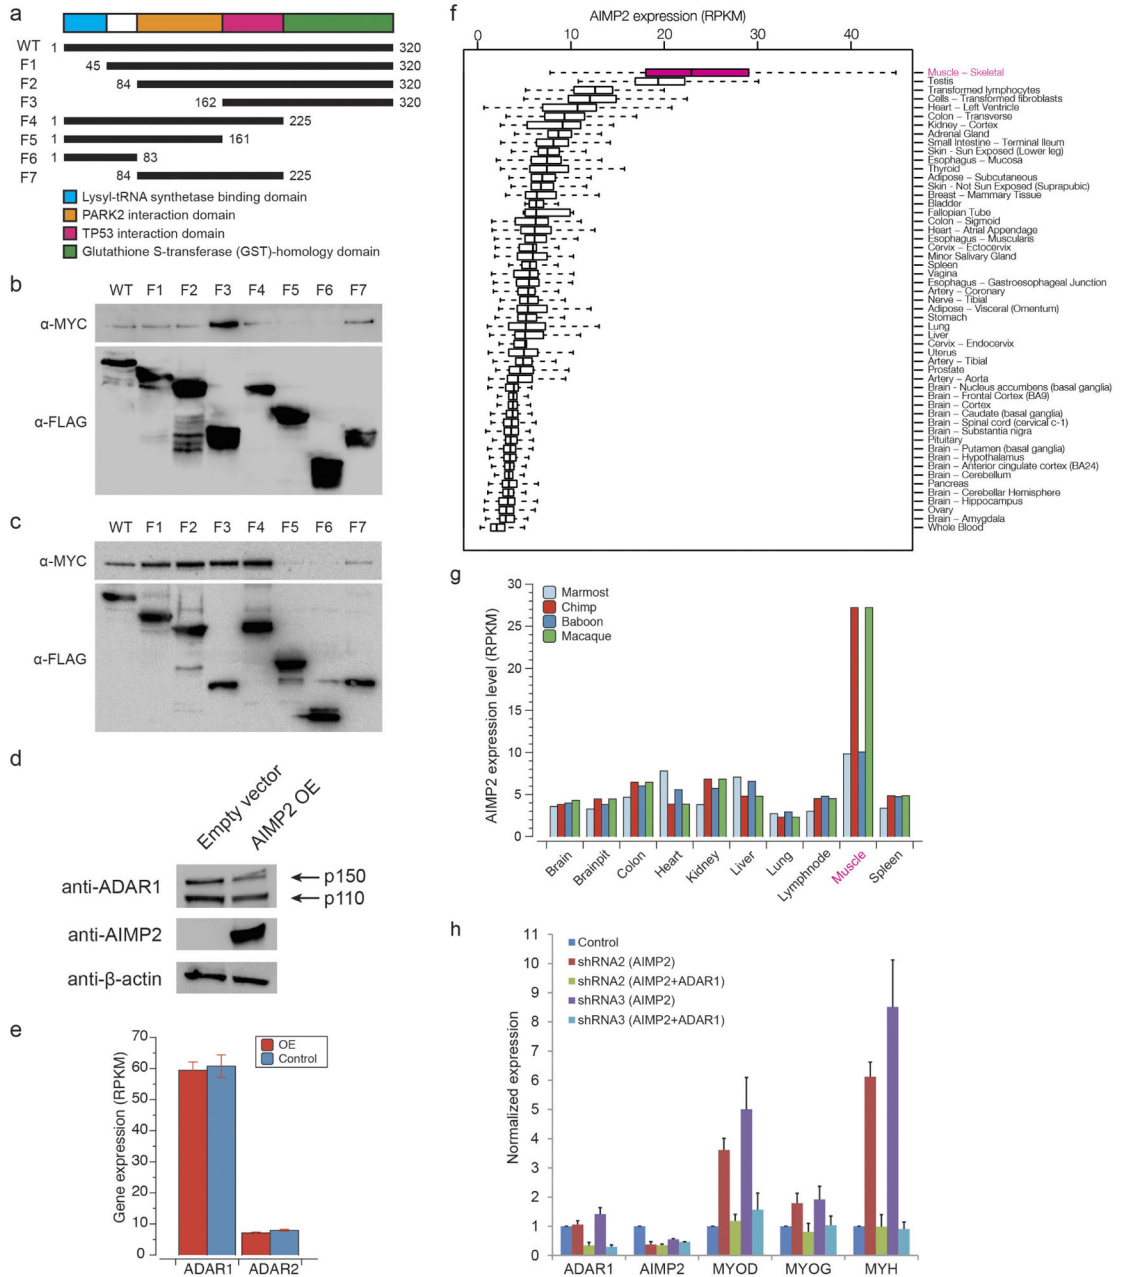 a
WT 1 320
F1 45 320
F2 84 320
F3 162 320
F4 1 225
F5 1 161
F6 1 83
F7 84 225
Lysyl-tRNA synthetase binding domain
PARK2 interaction domain
TP53 interaction domain
Glutathione S-transferase (GST)-homology domain
b
WT F1 F2 F3 F4 F5 F6 F7
α-MYC
α-FLAG
c
WT F1 F2 F3 F4 F5 F6 F7
α-MYC
α-FLAG
d
Empty vector
AIMP2 OE
anti-ADAR1
p150
p110
anti-AIMP2
anti-β-actin
e
Gene expression (RPKM)
70
60
50
40
30
20
10
0
OE
Control
ADAR1 ADAR2
f
AIMP2 expression (RPKM)
0 10 20 30 40
Muscle – Skeletal
Testis
Transformed lymphocytes
Cells – Transformed fibroblasts
Heart – Left Ventricle
Colon – Transverse
Kidney – Cortex
Adrenal Gland
Small Intestine – Terminal Ileum
Skin - Sun Exposed (Lower leg)
Esophagus – Mucosa
Thyroid
Adipose – Subcutaneous
Skin - Not Sun Exposed (Suprapubic)
Breast – Mammary Tissue
Bladder
Fallopian Tube
Colon – Sigmoid
Heart – Atrial Appendage
Esophagus – Muscularis
Cervix – Ectocervix
Minor Salivary Gland
Spleen
Vagina
Esophagus – Gastroesophageal Junction
Artery – Coronary
Nerve – Tibial
Adipose – Visceral (Omentum)
Stomach
Lung
Liver
Cervix – Endocervix
Uterus
Artery – Tibial
Prostate
Artery – Aorta
Brain - Nucleus accumbens (basal ganglia)
Brain – Frontal Cortex (BA9)
Brain – Cortex
Brain – Caudate (basal ganglia)
Brain – Spinal cord (cervical c-1)
Brain – Substantia nigra
Pituitary
Brain – Putamen (basal ganglia)
Brain – Hypothalamus
Brain – Anterior cingulate cortex (BA24)
Brain – Cerebellum
Pancreas
Brain – Cerebellar Hemisphere
Brain – Hippocampus
Ovary
Brain – Amygdala
Whole Blood
g
AIMP2 expression level (RPKM)
30
25
20
15
10
5
0
Marmost
Chimp
Baboon
Macaque
Brain Brainpit Colon Heart Kidney Liver Lung Lymphnode Muscle Spleen
h
Normalized expression
11
10
9
8
7
6
5
4
3
2
1
0
Control
shRNA2 (AIMP2)
shRNA2 (AIMP2+ADAR1)
shRNA3 (AIMP2)
shRNA3 (AIMP2+ADAR1)
ADAR1 AIMP2 MYOD MYOG MYH